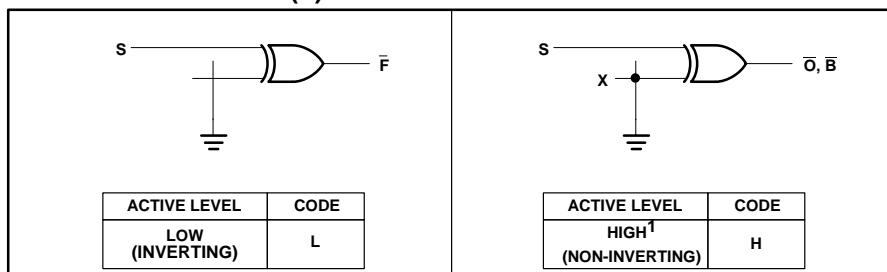 (
)
S
F̅
ACTIVE LEVEL CODE
LOW
(INVERTING) L
S
X
O̅, B̅
ACTIVE LEVEL CODE
HIGH1
(NON-INVERTING) H